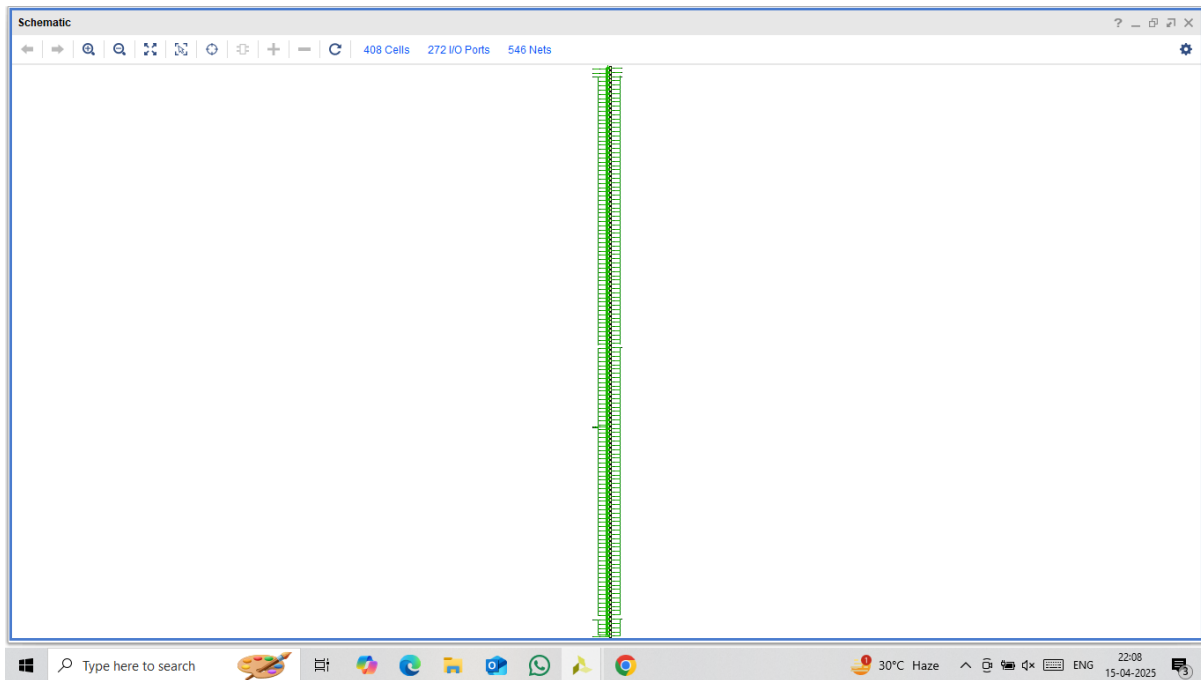 Schematic
408 Cells 272 I/O Ports 546 Nets
Type here to search
30°C Haze
ENG
22:08
15-04-2025
3